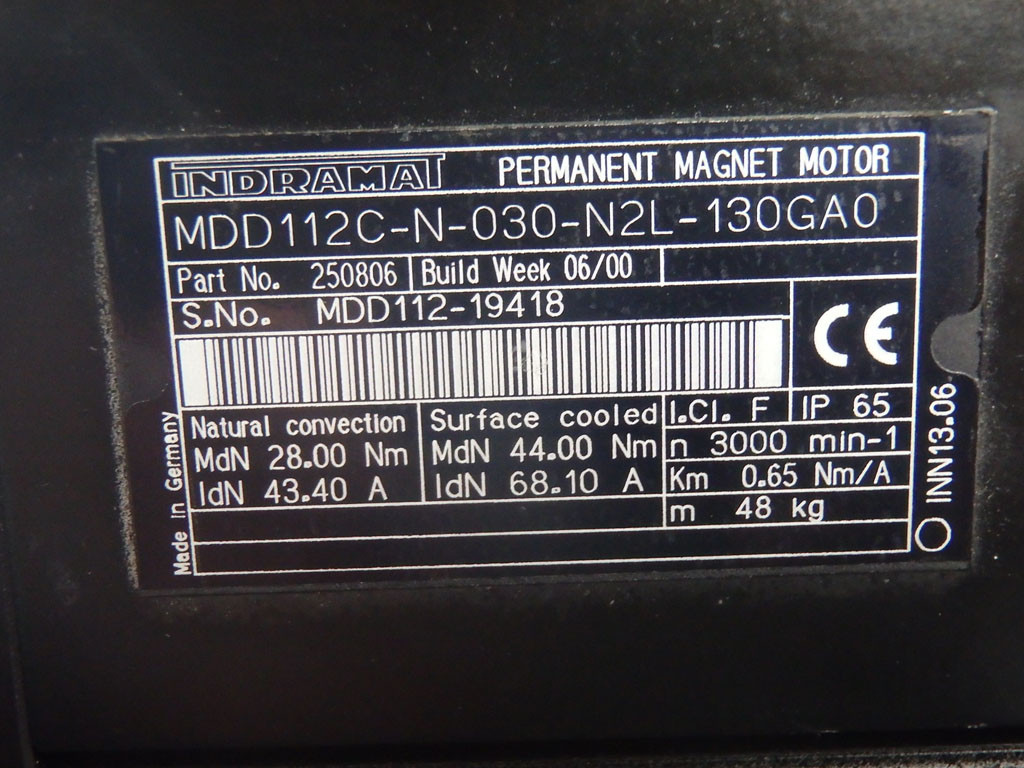 INDRAMAT PERMANENT MAGNET MOTOR
MDD112C-N-030-N2L-130GA0
Part No. 250806 Build Week 06/00
S.No. MDD112-19418
CE
Natural convection
MdN 28.00 Nm
IdN 43.40 A
Surface cooled
MdN 44.00 Nm
IdN 68.10 A
I.Cl. F IP 65
n 3000 min-1
Km 0.65 Nm/A
m 48 kg
Made in Germany
INN13.06